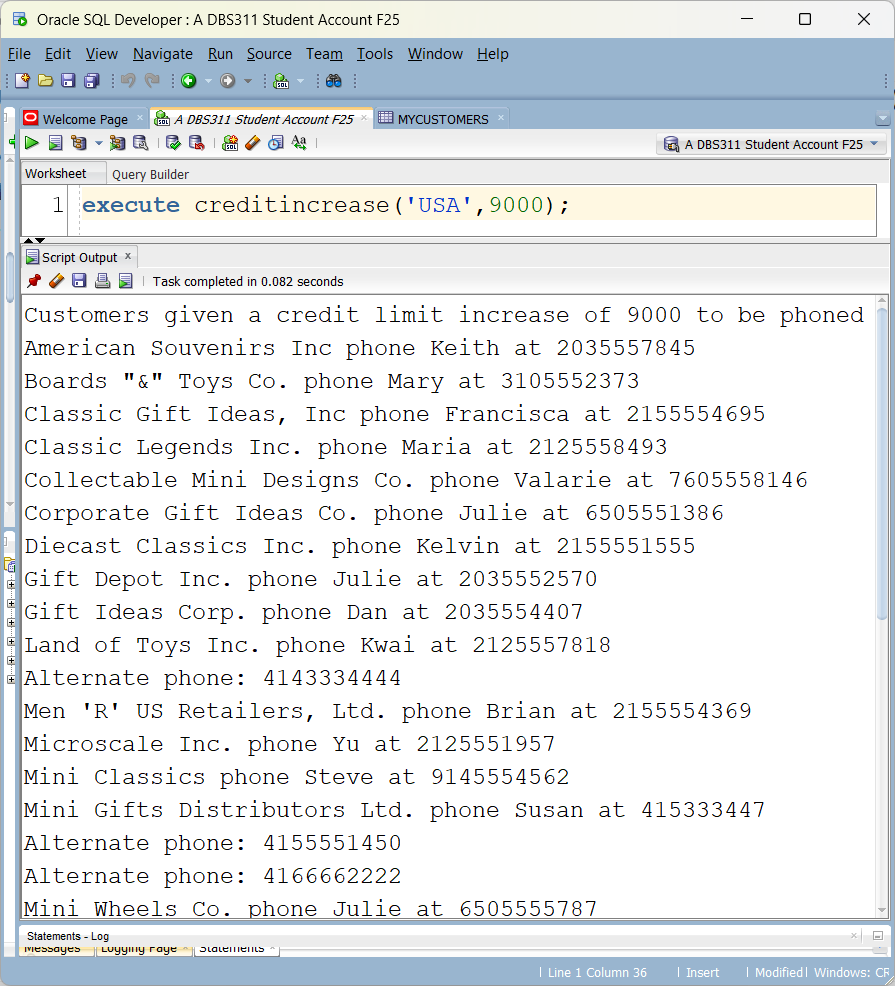 Oracle SQL Developer : A DBS311 Student Account F25
File Edit View Navigate Run Source Team Tools Window Help
Welcome Page A DBS311 Student Account F25 MYCUSTOMERS
A DBS311 Student Account F25
Worksheet Query Builder
1 execute creditincrease('USA',9000);
Script Output
Task completed in 0.082 seconds
Customers given a credit limit increase of 9000 to be phoned
American Souvenirs Inc phone Keith at 2035557845
Boards "&" Toys Co. phone Mary at 3105552373
Classic Gift Ideas, Inc phone Francisca at 2155554695
Classic Legends Inc. phone Maria at 2125558493
Collectable Mini Designs Co. phone Valarie at 7605558146
Corporate Gift Ideas Co. phone Julie at 6505551386
Diecast Classics Inc. phone Kelvin at 2155551555
Gift Depot Inc. phone Julie at 2035552570
Gift Ideas Corp. phone Dan at 2035554407
Land of Toys Inc. phone Kwai at 2125557818
Alternate phone: 4143334444
Men 'R' US Retailers, Ltd. phone Brian at 2155554369
Microscale Inc. phone Yu at 2125551957
Mini Classics phone Steve at 9145554562
Mini Gifts Distributors Ltd. phone Susan at 415333447
Alternate phone: 4155551450
Alternate phone: 4166662222
Mini Wheels Co. phone Julie at 6505555787
Statements - Log
Messages Logging Page Statements
Line 1 Column 36 Insert Modified Windows: CR